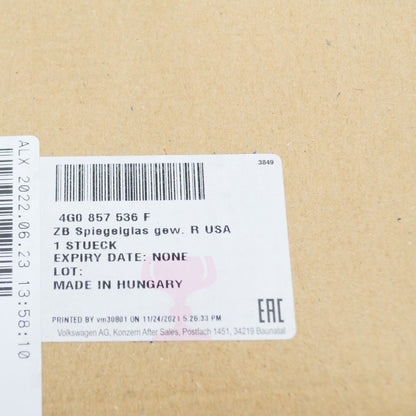 3849
4G0 857 536 F
ZB Spiegelglas gew. R USA
1 STUECK
EXPIRY DATE: NONE
LOT:
MADE IN HUNGARY
EAC
PRINTED BY vm30801 ON 11/24/2021 5:26:33 PM
Volkswagen AG, Konzern After Sales, Postfach 1451, 34219 Baunatal
ALX 2022.06.23 13:58:10